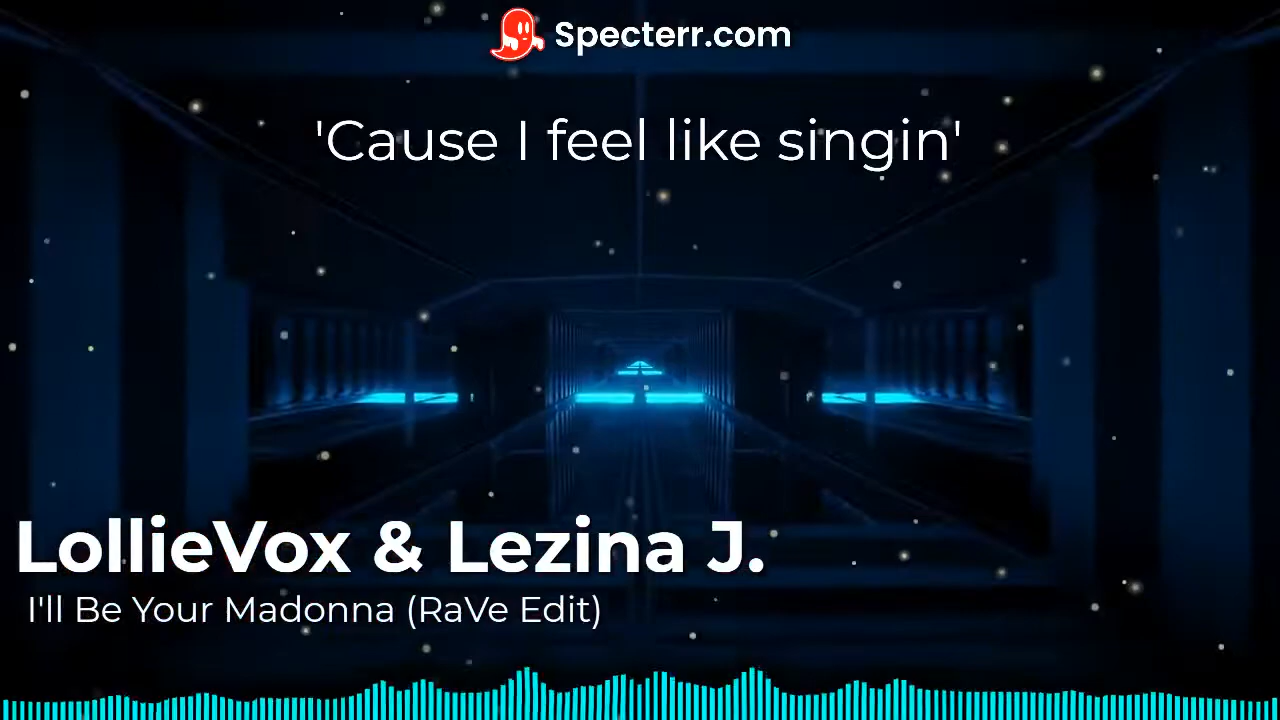 Specterr.com
'Cause I feel like singin'
LollieVox & Lezina J.
I'll Be Your Madonna (RaVe Edit)